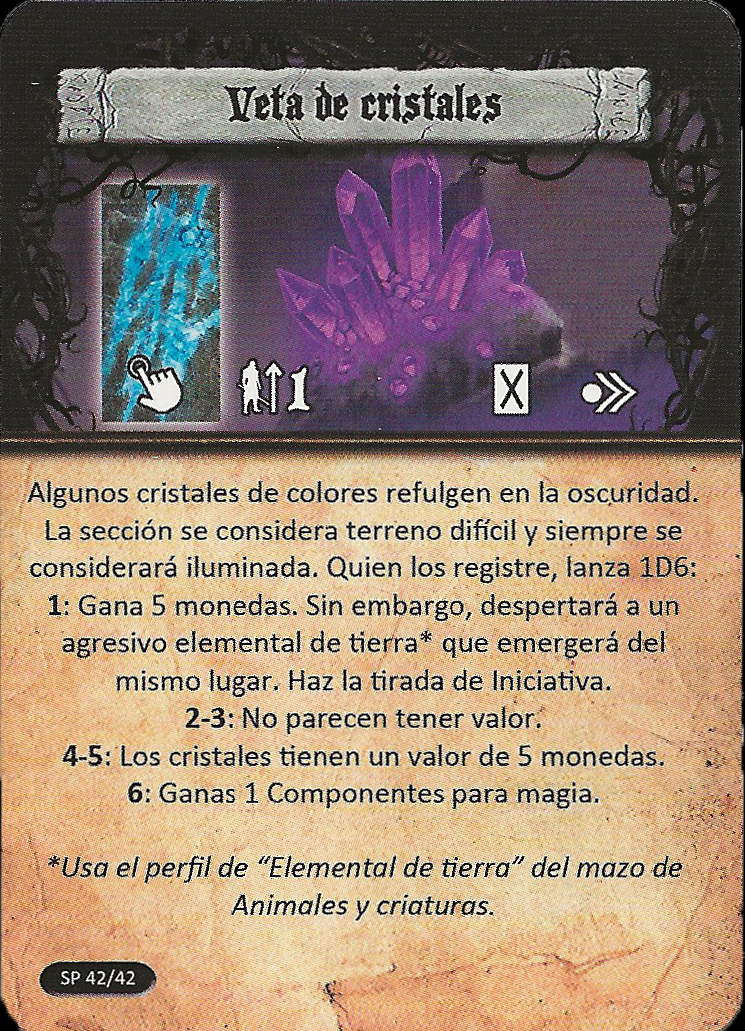 Veta de cristales
1
X
Algunos cristales de colores refulgen en la oscuridad.
La sección se considera terreno difícil y siempre se
considerará iluminada. Quien los registre, lanza 1D6:
1: Gana 5 monedas. Sin embargo, despertará a un
agresivo elemental de tierra* que emergerá del
mismo lugar. Haz la tirada de Iniciativa.
2-3: No parecen tener valor.
4-5: Los cristales tienen un valor de 5 monedas.
6: Ganas 1 Componentes para magia.
*Usa el perfil de “Elemental de tierra” del mazo de
Animales y criaturas.
SP 42/42